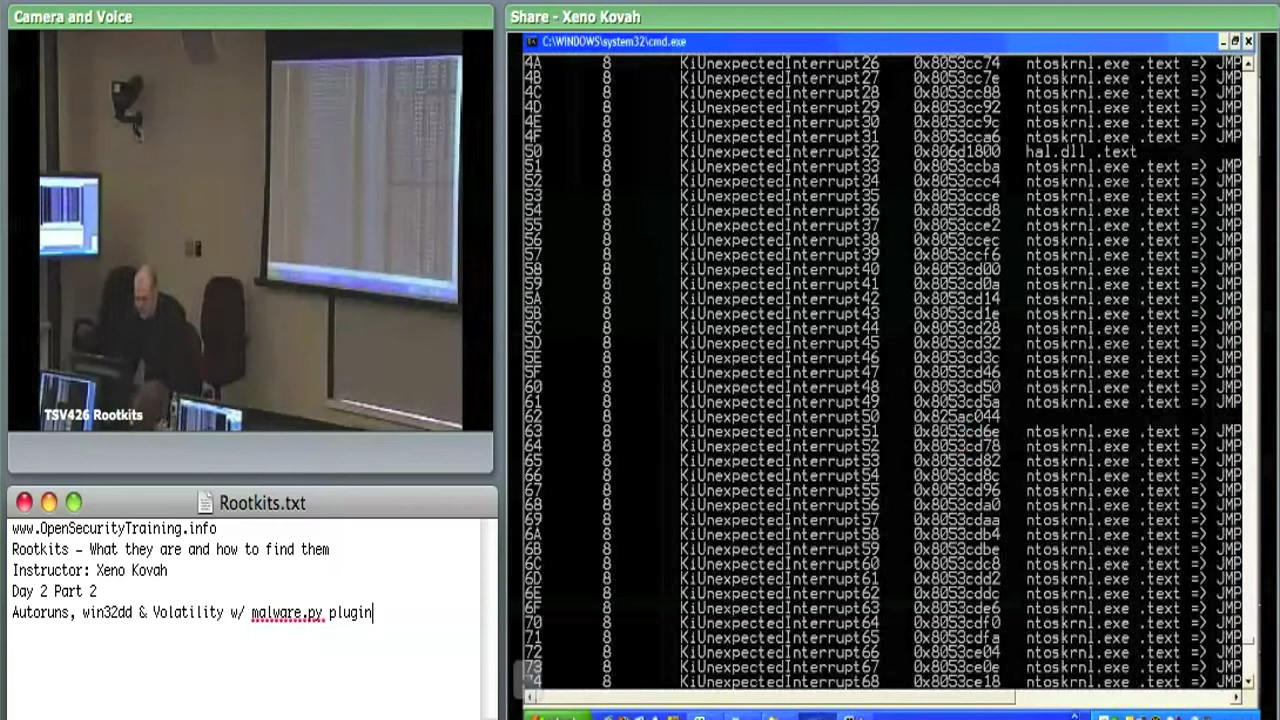 Camera and Voice
TSV426 Rootkits
Rootkits.txt
www.OpenSecurityTraining.info
Rootkits – What they are and how to find them
Instructor: Xeno Kovah
Day 2 Part 2
Autoruns, win32dd & Volatility w/ malware.py plugin
Share - Xeno Kovah
C:\WINDOWS\system32\cmd.exe
4A 8 KiUnexpectedInterrupt26 0x8053cc74 ntoskrnl.exe .text => JMP
4B 8 KiUnexpectedInterrupt27 0x8053cc7e ntoskrnl.exe .text => JMP
4C 8 KiUnexpectedInterrupt28 0x8053cc88 ntoskrnl.exe .text => JMP
4D 8 KiUnexpectedInterrupt29 0x8053cc92 ntoskrnl.exe .text => JMP
4E 8 KiUnexpectedInterrupt30 0x8053cc9c ntoskrnl.exe .text => JMP
4F 8 KiUnexpectedInterrupt31 0x8053cca6 ntoskrnl.exe .text => JMP
50 8 KiUnexpectedInterrupt32 0x806d1800 hal.dll .text
51 8 KiUnexpectedInterrupt33 0x8053ccba ntoskrnl.exe .text => JMP
52 8 KiUnexpectedInterrupt34 0x8053ccc4 ntoskrnl.exe .text => JMP
53 8 KiUnexpectedInterrupt35 0x8053ccce ntoskrnl.exe .text => JMP
54 8 KiUnexpectedInterrupt36 0x8053ccd8 ntoskrnl.exe .text => JMP
55 8 KiUnexpectedInterrupt37 0x8053cce2 ntoskrnl.exe .text => JMP
56 8 KiUnexpectedInterrupt38 0x8053ccec ntoskrnl.exe .text => JMP
57 8 KiUnexpectedInterrupt39 0x8053ccf6 ntoskrnl.exe .text => JMP
58 8 KiUnexpectedInterrupt40 0x8053cd00 ntoskrnl.exe .text => JMP
59 8 KiUnexpectedInterrupt41 0x8053cd0a ntoskrnl.exe .text => JMP
5A 8 KiUnexpectedInterrupt42 0x8053cd14 ntoskrnl.exe .text => JMP
5B 8 KiUnexpectedInterrupt43 0x8053cd1e ntoskrnl.exe .text => JMP
5C 8 KiUnexpectedInterrupt44 0x8053cd28 ntoskrnl.exe .text => JMP
5D 8 KiUnexpectedInterrupt45 0x8053cd32 ntoskrnl.exe .text => JMP
5E 8 KiUnexpectedInterrupt46 0x8053cd3c ntoskrnl.exe .text => JMP
5F 8 KiUnexpectedInterrupt47 0x8053cd46 ntoskrnl.exe .text => JMP
60 8 KiUnexpectedInterrupt48 0x8053cd50 ntoskrnl.exe .text => JMP
61 8 KiUnexpectedInterrupt49 0x8053cd5a ntoskrnl.exe .text => JMP
62 8 KiUnexpectedInterrupt50 0x825ac044
63 8 KiUnexpectedInterrupt51 0x8053cd6e ntoskrnl.exe .text => JMP
64 8 KiUnexpectedInterrupt52 0x8053cd78 ntoskrnl.exe .text => JMP
65 8 KiUnexpectedInterrupt53 0x8053cd82 ntoskrnl.exe .text => JMP
66 8 KiUnexpectedInterrupt54 0x8053cd8c ntoskrnl.exe .text => JMP
67 8 KiUnexpectedInterrupt55 0x8053cd96 ntoskrnl.exe .text => JMP
68 8 KiUnexpectedInterrupt56 0x8053cda0 ntoskrnl.exe .text => JMP
69 8 KiUnexpectedInterrupt57 0x8053cdaa ntoskrnl.exe .text => JMP
6A 8 KiUnexpectedInterrupt58 0x8053cdb4 ntoskrnl.exe .text => JMP
6B 8 KiUnexpectedInterrupt59 0x8053cdbe ntoskrnl.exe .text => JMP
6C 8 KiUnexpectedInterrupt60 0x8053cdc8 ntoskrnl.exe .text => JMP
6D 8 KiUnexpectedInterrupt61 0x8053cdd2 ntoskrnl.exe .text => JMP
6E 8 KiUnexpectedInterrupt62 0x8053cddc ntoskrnl.exe .text => JMP
6F 8 KiUnexpectedInterrupt63 0x8053cde6 ntoskrnl.exe .text => JMP
70 8 KiUnexpectedInterrupt64 0x8053cdf0 ntoskrnl.exe .text => JMP
71 8 KiUnexpectedInterrupt65 0x8053cdfa ntoskrnl.exe .text => JMP
72 8 KiUnexpectedInterrupt66 0x8053ce04 ntoskrnl.exe .text => JMP
73 8 KiUnexpectedInterrupt67 0x8053ce0e ntoskrnl.exe .text => JMP
74 8 KiUnexpectedInterrupt68 0x8053ce18 ntoskrnl.exe .text => JMP